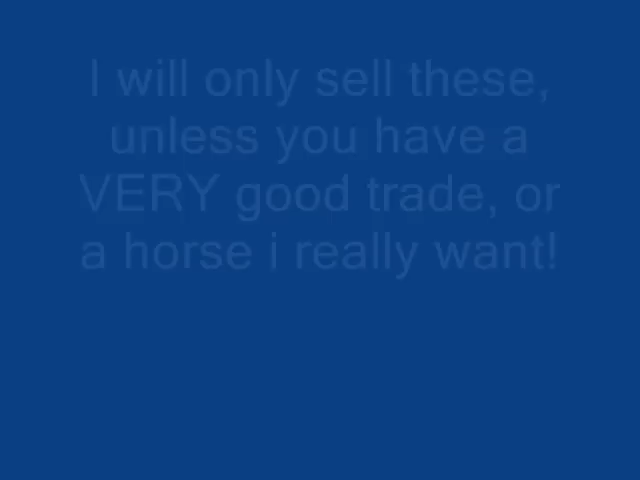 I will only sell these,
unless you have a
VERY good trade, or
a horse i really want!